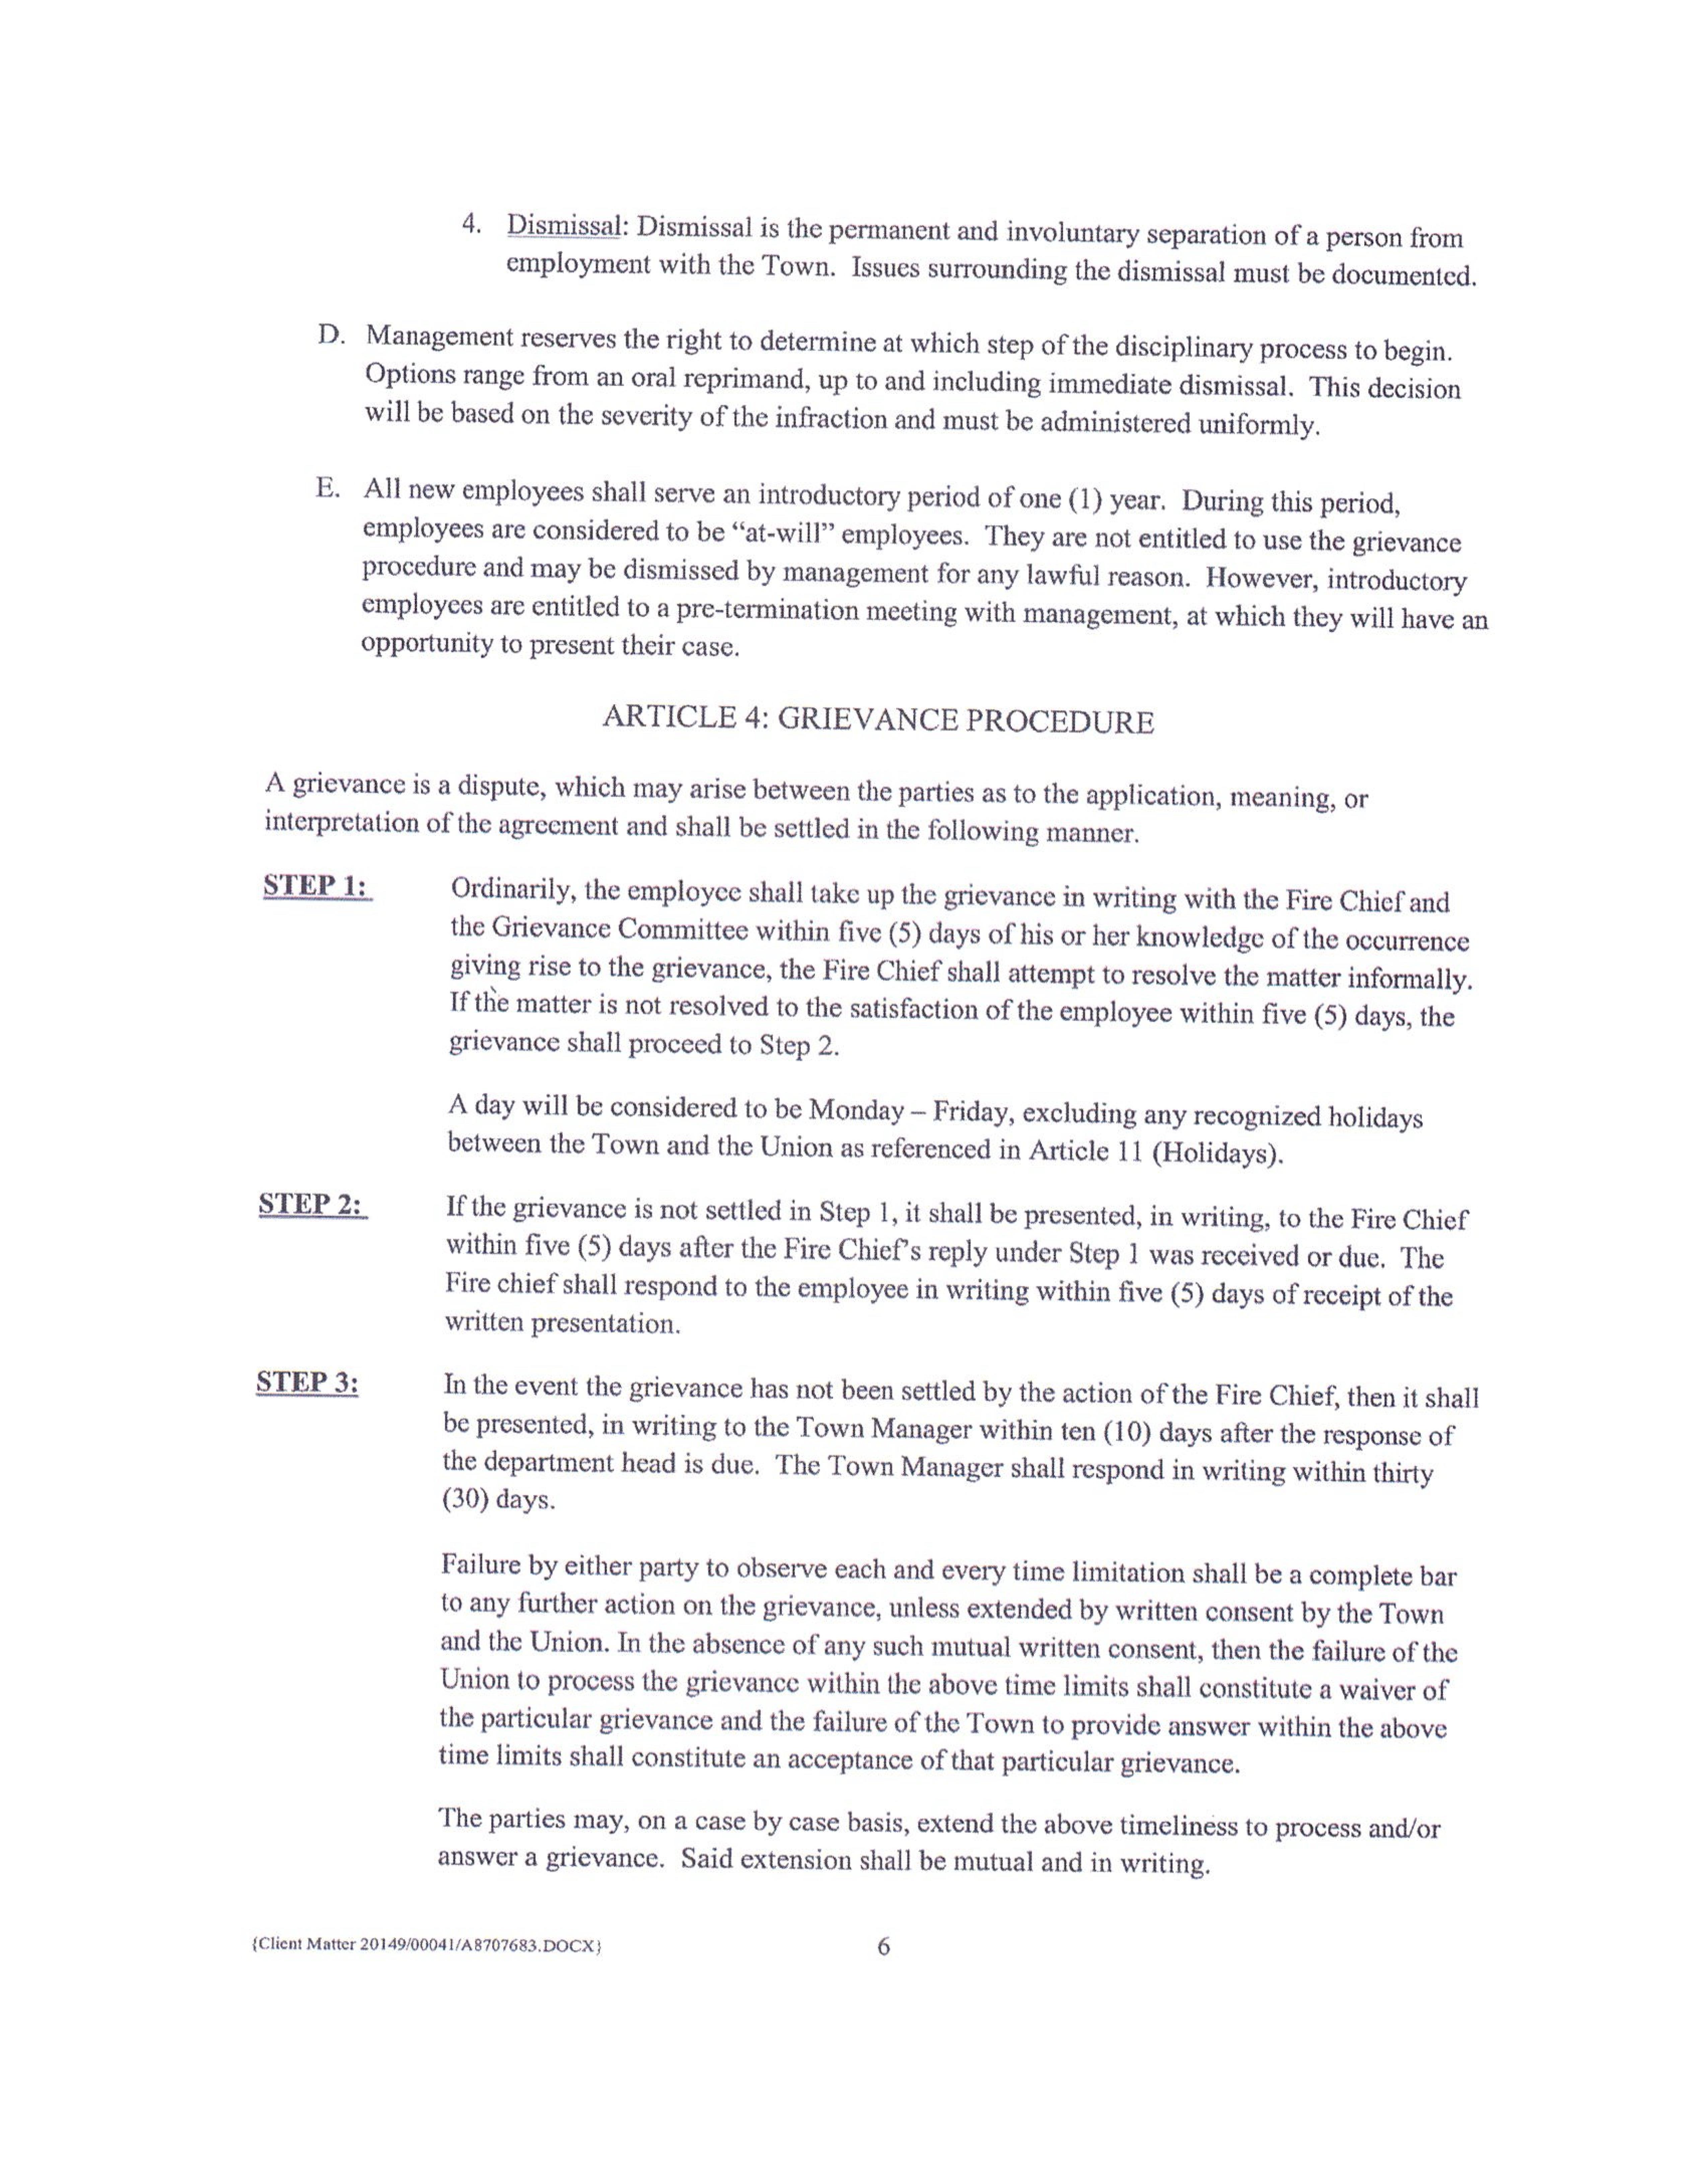 4. Dismissal: Dismissal is the permanent and involuntary separation of a person from
employment with the Town. Issues surrounding the dismissal must be documented.
D. Management reserves the right to determine at which step of the disciplinary process to begin.
Options range from an oral reprimand, up to and including immediate dismissal. This decision
will be based on the severity of the infraction and must be administered uniformly.
E. All new employees shall serve an introductory period of one (1) year. During this period,
employees are considered to be “at-will” employees. They are not entitled to use the grievance
procedure and may be dismissed by management for any lawful reason. However, introductory
employees are entitled to a pre-termination meeting with management, at which they will have an
opportunity to present their case.
ARTICLE 4: GRIEVANCE PROCEDURE
A grievance is a dispute, which may arise between the parties as to the application, meaning, or
interpretation of the agreement and shall be settled in the following manner.
STEP 1: Ordinarily, the employee shall take up the grievance in writing with the Fire Chief and
the Grievance Committee within five (5) days of his or her knowledge of the occurrence
giving rise to the grievance, the Fire Chief shall attempt to resolve the matter informally.
If the matter is not resolved to the satisfaction of the employee within five (5) days, the
grievance shall proceed to Step 2.
A day will be considered to be Monday – Friday, excluding any recognized holidays
between the Town and the Union as referenced in Article 11 (Holidays).
STEP 2: If the grievance is not settled in Step 1, it shall be presented, in writing, to the Fire Chief
within five (5) days after the Fire Chief's reply under Step 1 was received or due. The
Fire chief shall respond to the employee in writing within five (5) days of receipt of the
written presentation.
STEP 3: In the event the grievance has not been settled by the action of the Fire Chief, then it shall
be presented, in writing to the Town Manager within ten (10) days after the response of
the department head is due. The Town Manager shall respond in writing within thirty
(30) days.
Failure by either party to observe each and every time limitation shall be a complete bar
to any further action on the grievance, unless extended by written consent by the Town
and the Union. In the absence of any such mutual written consent, then the failure of the
Union to process the grievance within the above time limits shall constitute a waiver of
the particular grievance and the failure of the Town to provide answer within the above
time limits shall constitute an acceptance of that particular grievance.
The parties may, on a case by case basis, extend the above timeliness to process and/or
answer a grievance. Said extension shall be mutual and in writing.
{Client Matter 20149/00041/A8707683.DOCX} 6